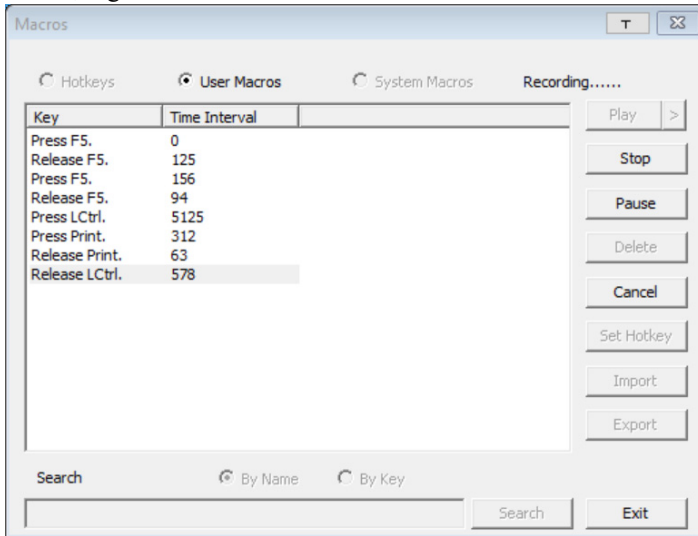 Macros T
Hotkeys User Macros System Macros Recording......
Key Time Interval Play >
Press F5. 0
Release F5. 125 Stop
Press F5. 156
Release F5. 94 Pause
Press LCtrl. 5125
Press Print. 312 Delete
Release Print. 63
Release LCtrl. 578
Cancel
Set Hotkey
Import
Export
Search By Name By Key
Search Exit